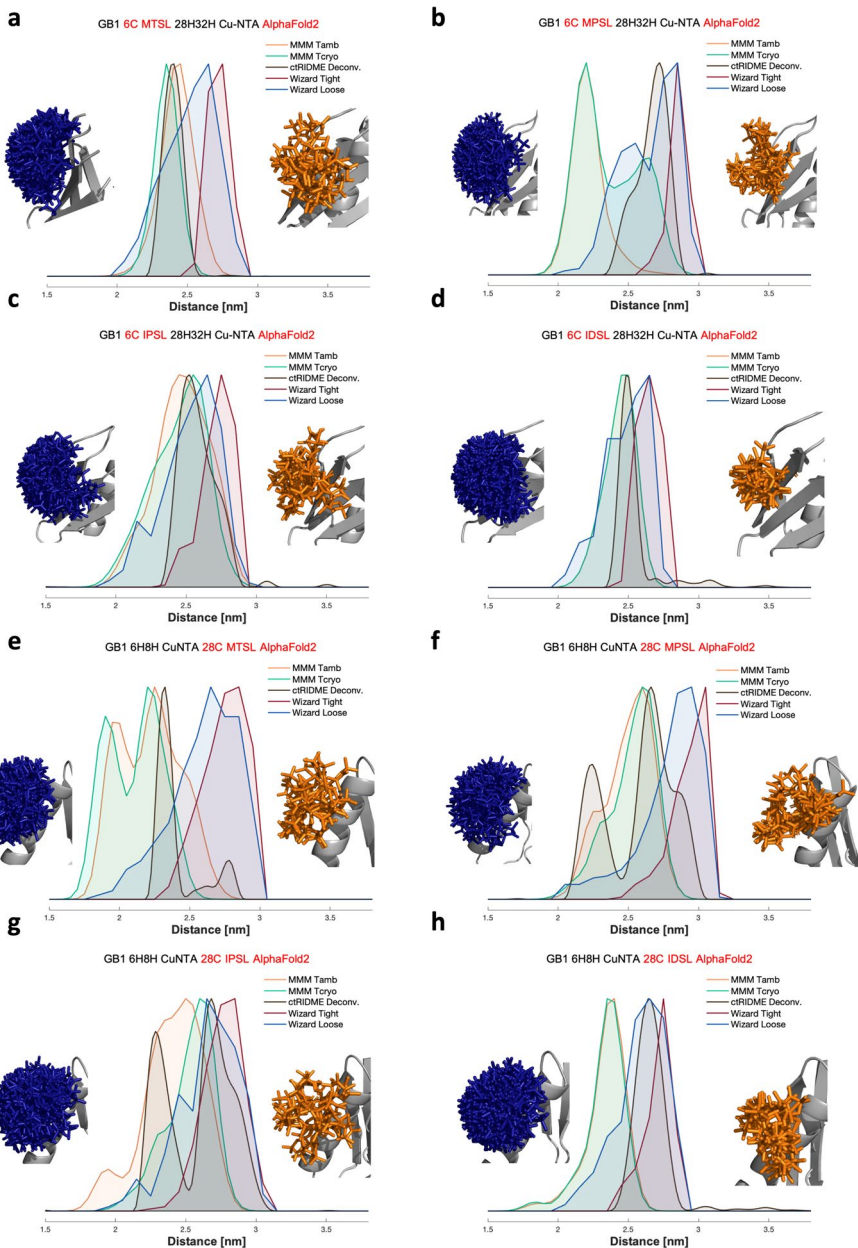 a
GB1 6C MTSL 28H32H Cu-NTA AlphaFold2
MMM Tamb
MMM Tcryo
ctRIDME Deconv.
Wizard Tight
Wizard Loose
1.5 2 2.5 3 3.5
Distance [nm]
b
GB1 6C MPSL 28H32H Cu-NTA AlphaFold2
MMM Tamb
MMM Tcryo
ctRIDME Deconv.
Wizard Tight
Wizard Loose
1.5 2 2.5 3 3.5
Distance [nm]
c
GB1 6C IPSL 28H32H Cu-NTA AlphaFold2
MMM Tamb
MMM Tcryo
ctRIDME Deconv.
Wizard Tight
Wizard Loose
1.5 2 2.5 3 3.5
Distance [nm]
d
GB1 6C IDSL 28H32H Cu-NTA AlphaFold2
MMM Tamb
MMM Tcryo
ctRIDME Deconv.
Wizard Tight
Wizard Loose
1.5 2 2.5 3 3.5
Distance [nm]
e
GB1 6H8H CuNTA 28C MTSL AlphaFold2
MMM Tamb
MMM Tcryo
ctRIDME Deconv.
Wizard Tight
Wizard Loose
1.5 2 2.5 3 3.5
Distance [nm]
f
GB1 6H8H CuNTA 28C MPSL AlphaFold2
MMM Tamb
MMM Tcryo
ctRIDME Deconv.
Wizard Tight
Wizard Loose
1.5 2 2.5 3 3.5
Distance [nm]
g
GB1 6H8H CuNTA 28C IPSL AlphaFold2
MMM Tamb
MMM Tcryo
ctRIDME Deconv.
Wizard Tight
Wizard Loose
1.5 2 2.5 3 3.5
Distance [nm]
h
GB1 6H8H CuNTA 28C IDSL AlphaFold2
MMM Tamb
MMM Tcryo
ctRIDME Deconv.
Wizard Tight
Wizard Loose
1.5 2 2.5 3 3.5
Distance [nm]